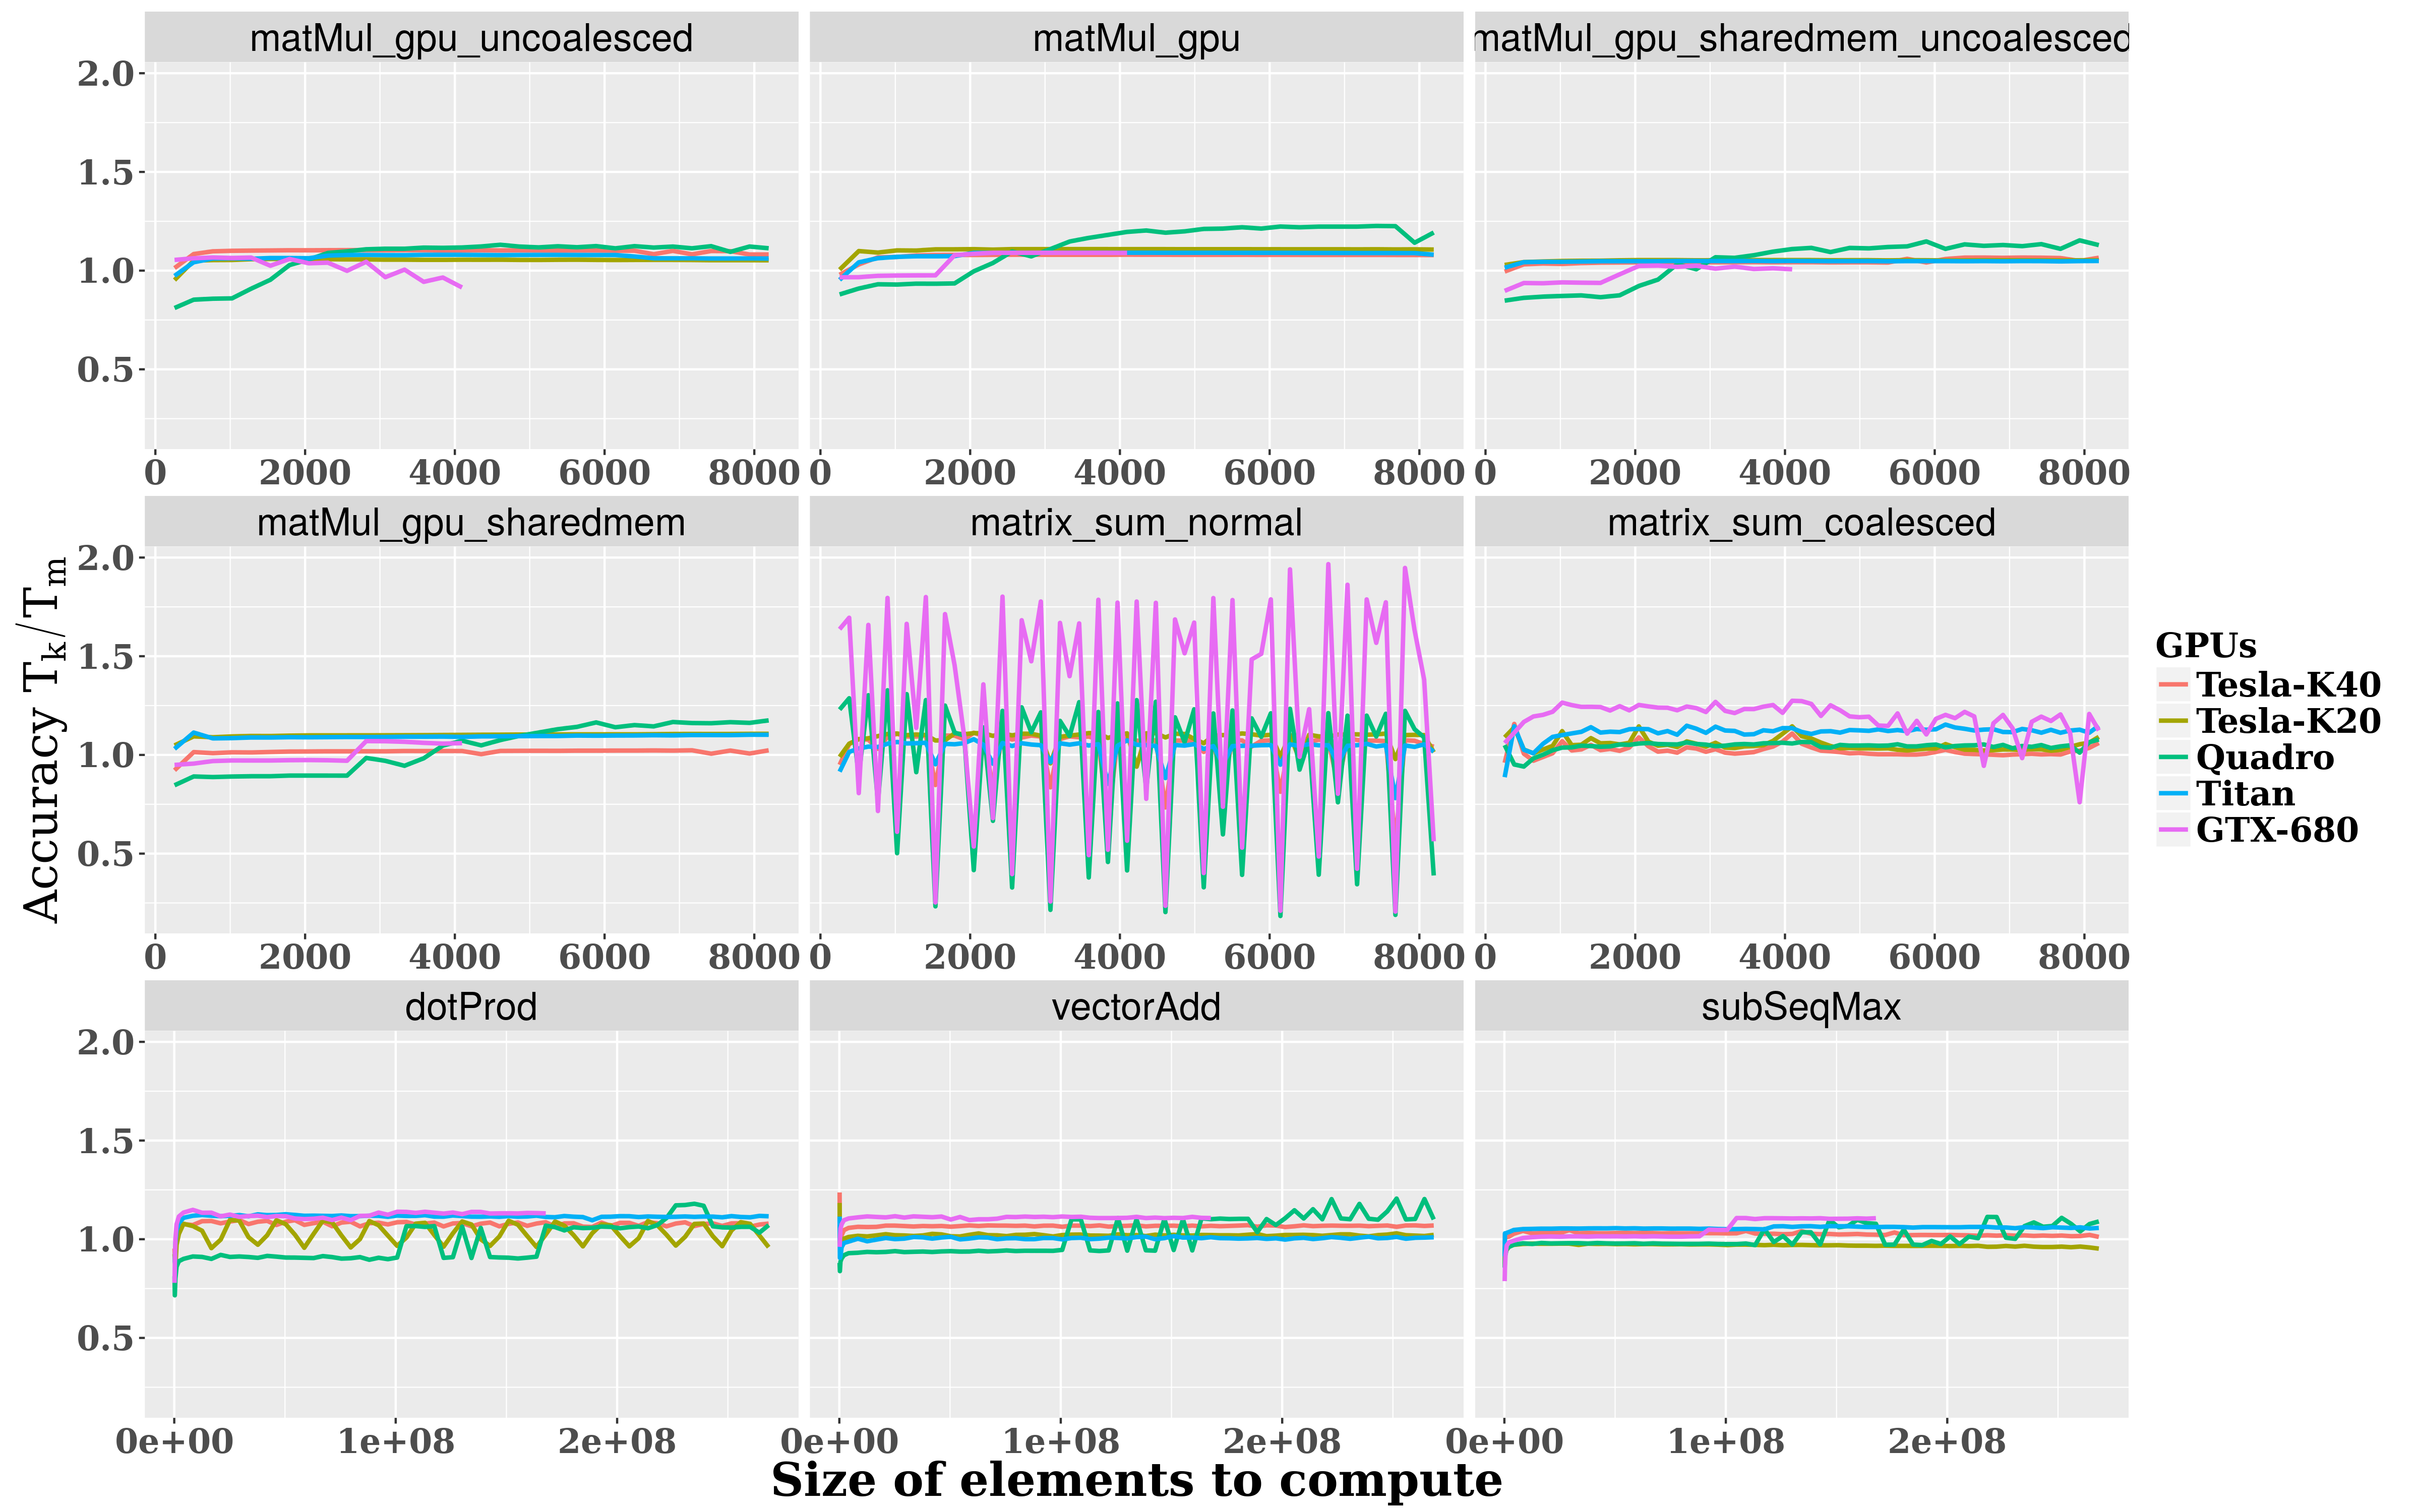 matMul_gpu_uncoalesced
matMul_gpu
matMul_gpu_sharedmem_uncoalesced
2.0
1.5
1.0
0.5
0 2000 4000 6000 8000
0 2000 4000 6000 8000
0 2000 4000 6000 8000
matMul_gpu_sharedmem
matrix_sum_normal
matrix_sum_coalesced
2.0
1.5
1.0
0.5
0 2000 4000 6000 8000
0 2000 4000 6000 8000
0 2000 4000 6000 8000
dotProd
vectorAdd
subSeqMax
2.0
1.5
1.0
0.5
0e+00 1e+08 2e+08
0e+00 1e+08 2e+08
0e+00 1e+08 2e+08
Accuracy Tk/Tm
Size of elements to compute
GPUs
Tesla-K40
Tesla-K20
Quadro
Titan
GTX-680